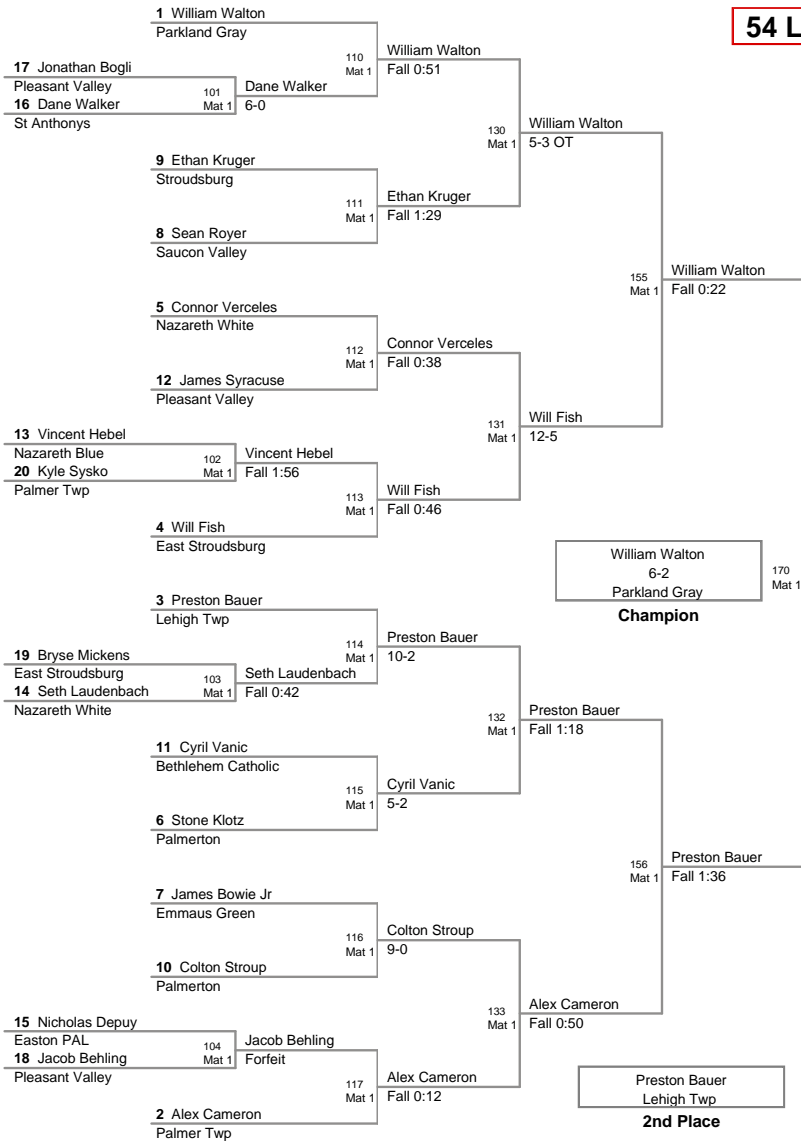 1 William Walton
54 L
Parkland Gray
110
Mat 1
William Walton
Fall 0:51
17 Jonathan Bogli
Pleasant Valley
16 Dane Walker
St Anthonys
101
Mat 1
Dane Walker
6-0
130
Mat 1
William Walton
5-3 OT
9 Ethan Kruger
Stroudsburg
111
Mat 1
Ethan Kruger
Fall 1:29
8 Sean Royer
Saucon Valley
155
Mat 1
William Walton
Fall 0:22
5 Connor Verceles
Nazareth White
112
Mat 1
Connor Verceles
Fall 0:38
12 James Syracuse
Pleasant Valley
131
Mat 1
Will Fish
12-5
13 Vincent Hebel
Nazareth Blue
20 Kyle Sysko
Palmer Twp
102
Mat 1
Vincent Hebel
Fall 1:56
113
Mat 1
Will Fish
Fall 0:46
4 Will Fish
East Stroudsburg
William Walton
6-2
Parkland Gray
Champion
170
Mat 1
3 Preston Bauer
Lehigh Twp
114
Mat 1
Preston Bauer
10-2
19 Bryse Mickens
East Stroudsburg
14 Seth Laudenbach
Nazareth White
103
Mat 1
Seth Laudenbach
Fall 0:42
132
Mat 1
Preston Bauer
Fall 1:18
11 Cyril Vanic
Bethlehem Catholic
115
Mat 1
Cyril Vanic
5-2
6 Stone Klotz
Palmerton
156
Mat 1
Preston Bauer
Fall 1:36
7 James Bowie Jr
Emmaus Green
116
Mat 1
Colton Stroup
9-0
10 Colton Stroup
Palmerton
133
Mat 1
Alex Cameron
Fall 0:50
15 Nicholas Depuy
Easton PAL
18 Jacob Behling
Pleasant Valley
104
Mat 1
Jacob Behling
Forfeit
117
Mat 1
Alex Cameron
Fall 0:12
2 Alex Cameron
Palmer Twp
Preston Bauer
Lehigh Twp
2nd Place